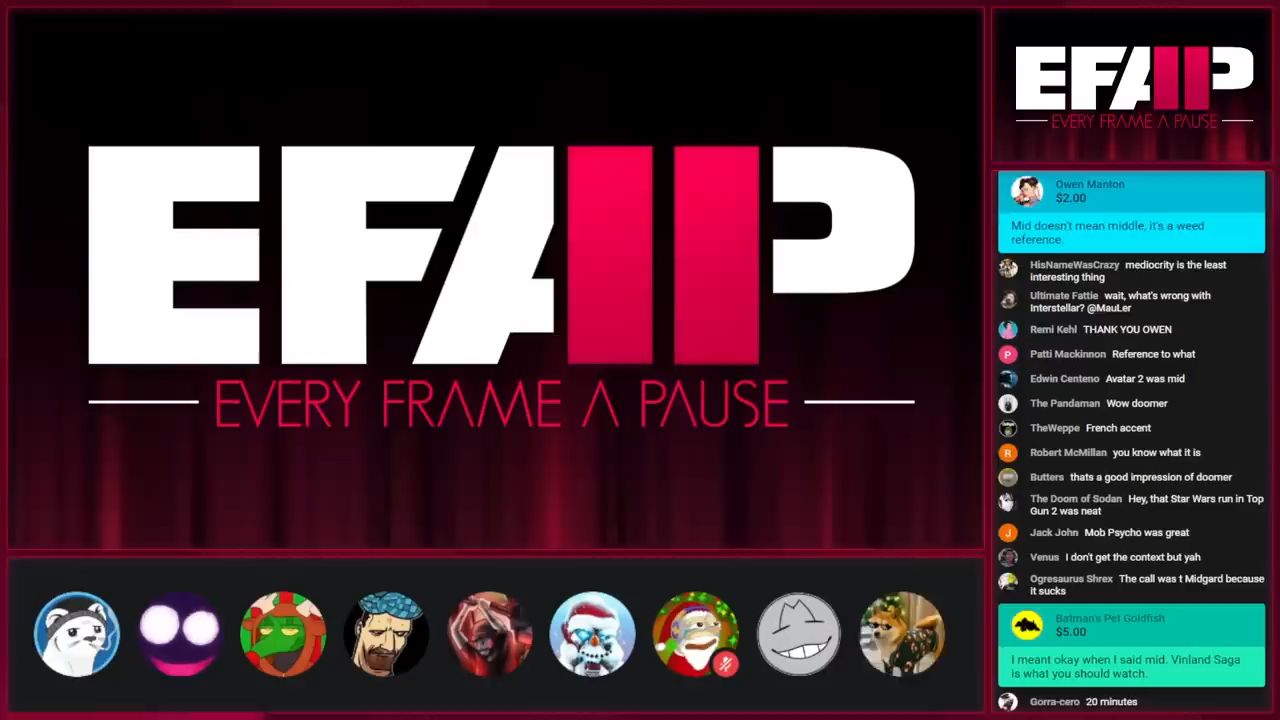 EFAP
EVERY FRAME A PAUSE
EFAP
EVERY FRAME A PAUSE
Owen Manton
$2.00
Mid doesn't mean middle, it's a weed
reference.
HisNameWasCrazy mediocrity is the least
interesting thing
Ultimate Fattie wait, what's wrong with
Interstellar? @MauLer
Remi Kehl THANK YOU OWEN
P
Patti Mackinnon Reference to what
Edwin Centeno Avatar 2 was mid
The Pandaman Wow doomer
TheWeppe French accent
R
Robert McMillan you know what it is
Butters thats a good impression of doomer
The Doom of Sodan Hey, that Star Wars run in Top
Gun 2 was neat
J
Jack John Mob Psycho was great
Venus I don't get the context but yah
Ogresaurus Shrex The call was t Midgard because
it sucks
Batman's Pet Goldfish
$5.00
I meant okay when I said mid. Vinland Saga
is what you should watch.
Gorra-cero 20 minutes